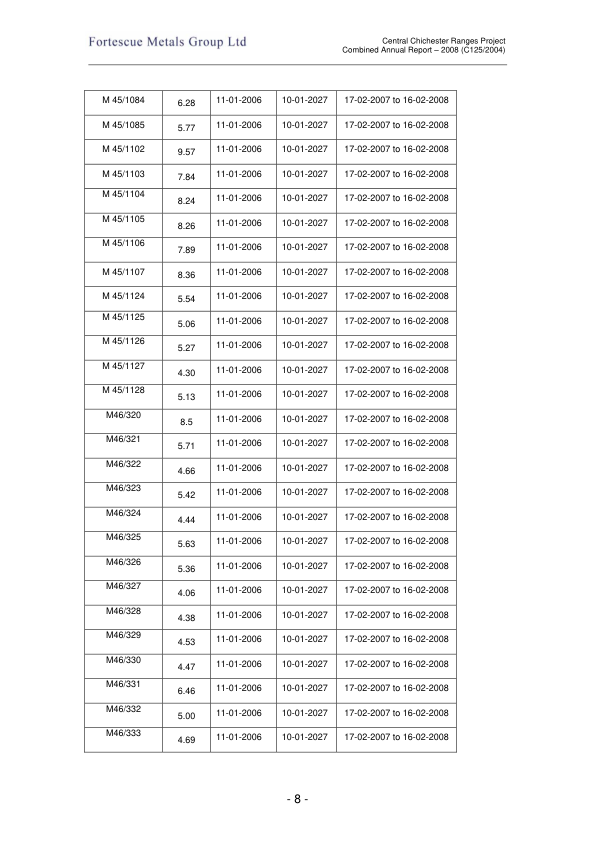 Fortescue Metals Group Ltd
Central Chichester Ranges Project
Combined Annual Report – 2008 (C125/2004)
M 45/1084 6.28 11-01-2006 10-01-2027 17-02-2007 to 16-02-2008
M 45/1085 5.77 11-01-2006 10-01-2027 17-02-2007 to 16-02-2008
M 45/1102 9.57 11-01-2006 10-01-2027 17-02-2007 to 16-02-2008
M 45/1103 7.84 11-01-2006 10-01-2027 17-02-2007 to 16-02-2008
M 45/1104 8.24 11-01-2006 10-01-2027 17-02-2007 to 16-02-2008
M 45/1105 8.26 11-01-2006 10-01-2027 17-02-2007 to 16-02-2008
M 45/1106 7.89 11-01-2006 10-01-2027 17-02-2007 to 16-02-2008
M 45/1107 8.36 11-01-2006 10-01-2027 17-02-2007 to 16-02-2008
M 45/1124 5.54 11-01-2006 10-01-2027 17-02-2007 to 16-02-2008
M 45/1125 5.06 11-01-2006 10-01-2027 17-02-2007 to 16-02-2008
M 45/1126 5.27 11-01-2006 10-01-2027 17-02-2007 to 16-02-2008
M 45/1127 4.30 11-01-2006 10-01-2027 17-02-2007 to 16-02-2008
M 45/1128 5.13 11-01-2006 10-01-2027 17-02-2007 to 16-02-2008
M46/320 8.5 11-01-2006 10-01-2027 17-02-2007 to 16-02-2008
M46/321 5.71 11-01-2006 10-01-2027 17-02-2007 to 16-02-2008
M46/322 4.66 11-01-2006 10-01-2027 17-02-2007 to 16-02-2008
M46/323 5.42 11-01-2006 10-01-2027 17-02-2007 to 16-02-2008
M46/324 4.44 11-01-2006 10-01-2027 17-02-2007 to 16-02-2008
M46/325 5.63 11-01-2006 10-01-2027 17-02-2007 to 16-02-2008
M46/326 5.36 11-01-2006 10-01-2027 17-02-2007 to 16-02-2008
M46/327 4.06 11-01-2006 10-01-2027 17-02-2007 to 16-02-2008
M46/328 4.38 11-01-2006 10-01-2027 17-02-2007 to 16-02-2008
M46/329 4.53 11-01-2006 10-01-2027 17-02-2007 to 16-02-2008
M46/330 4.47 11-01-2006 10-01-2027 17-02-2007 to 16-02-2008
M46/331 6.46 11-01-2006 10-01-2027 17-02-2007 to 16-02-2008
M46/332 5.00 11-01-2006 10-01-2027 17-02-2007 to 16-02-2008
M46/333 4.69 11-01-2006 10-01-2027 17-02-2007 to 16-02-2008
- 8 -